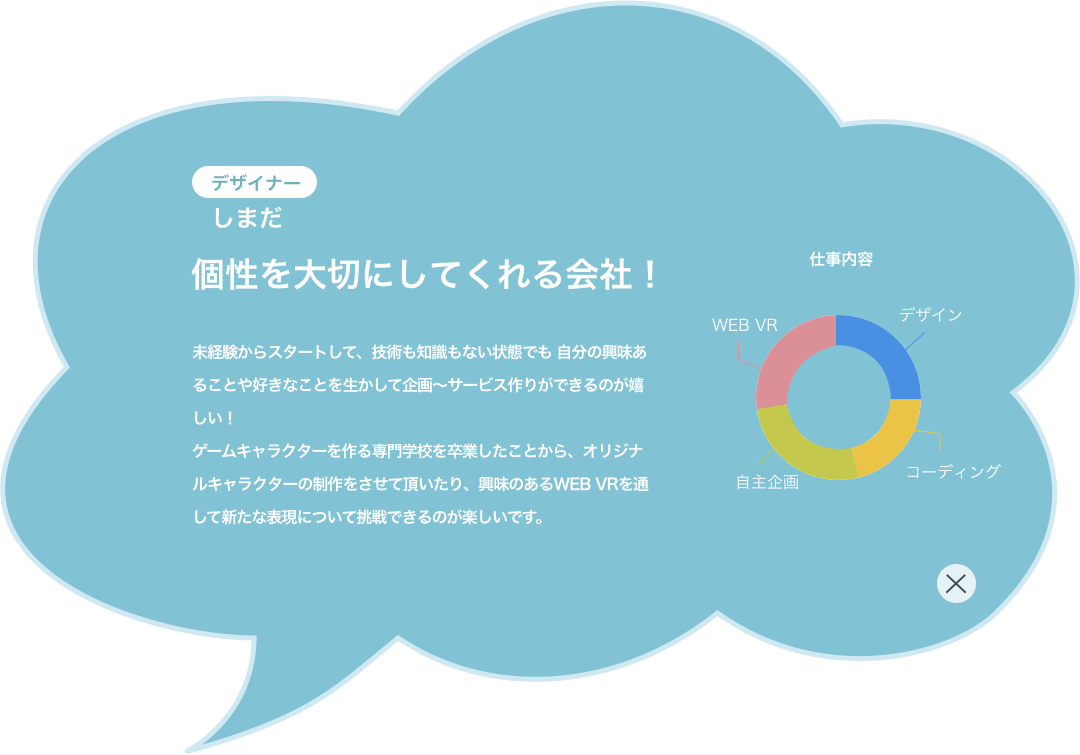 デザイナー
しまだ
個性を大切にしてくれる会社！
未経験からスタートして、技術も知識もない状態でも 自分の興味あ
ることや好きなことを生かして企画〜サービス作りができるのが嬉
しい！
ゲームキャラクターを作る専門学校を卒業したことから、オリジナ
ルキャラクターの制作をさせて頂いたり、興味のあるWEB VRを通
して新たな表現について挑戦できるのが楽しいです。
仕事内容
デザイン
WEB VR
コーディング
自主企画